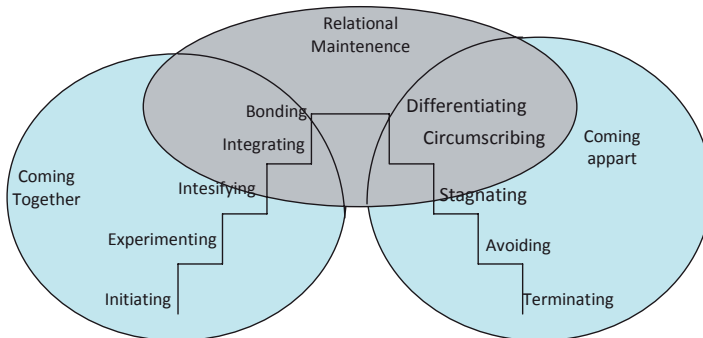 Relational
Maintenence
Bonding
Integrating
Intesifying
Experimenting
Initiating
Coming
Together
Differentiating
Circumscribing
Stagnating
Avoiding
Terminating
Coming
appart